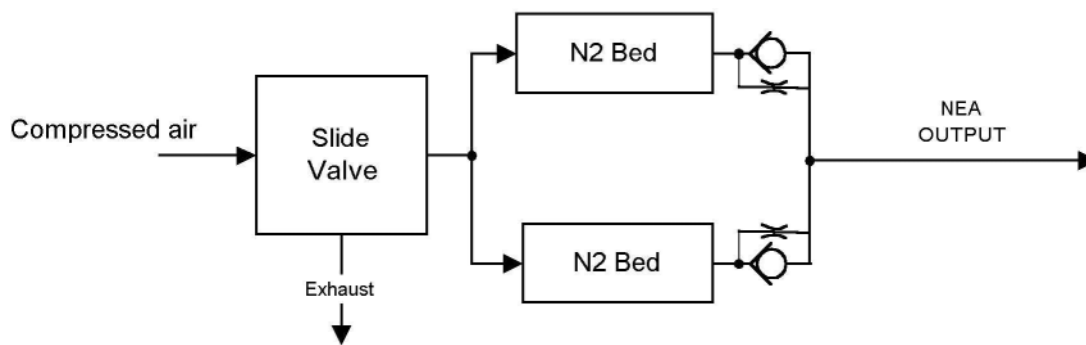 Compressed air
Slide
Valve
Exhaust
N2 Bed
N2 Bed
NEA
OUTPUT